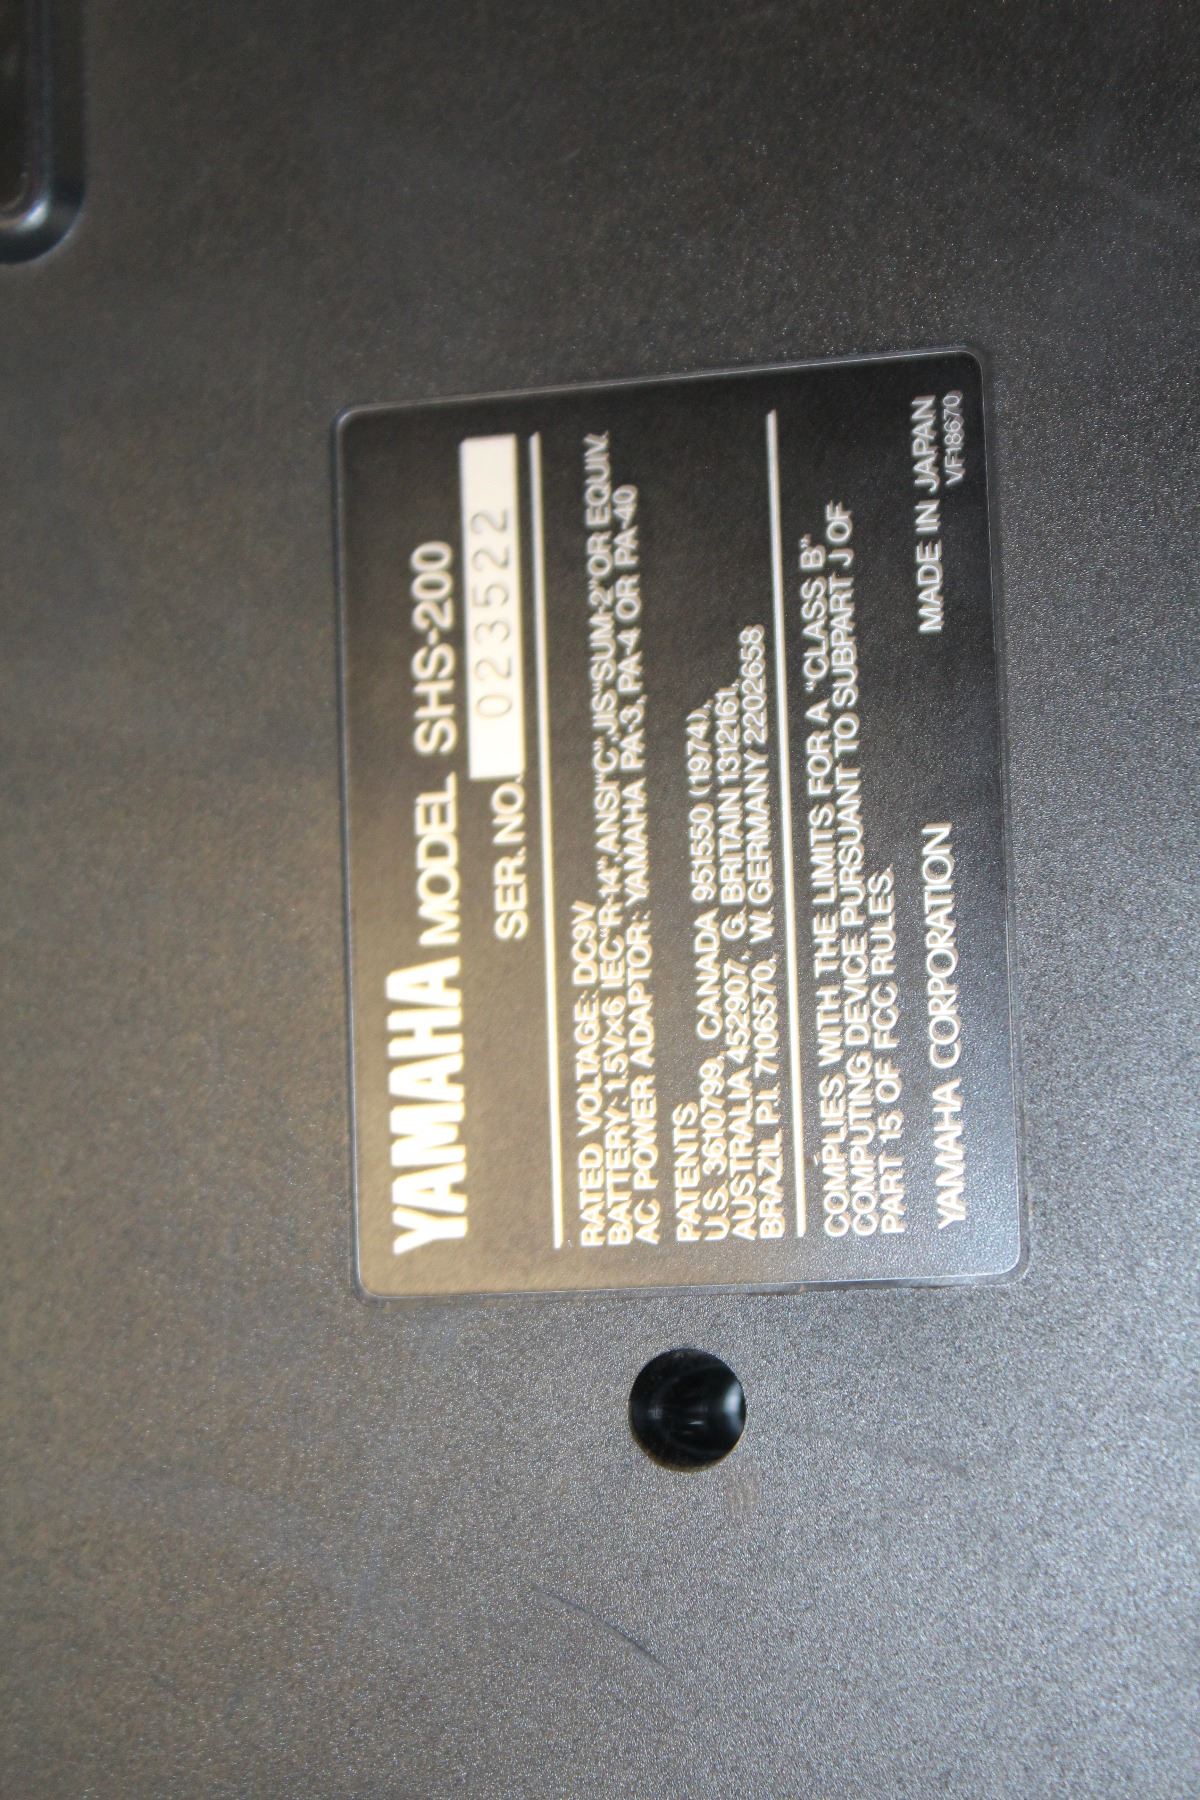 YAMAHA MODEL SHS-200
SER. NO. 023522
RATED VOLTAGE: DC9V
BATTERY: 1.5V×6 IEC"R-14", ANSI"C", JIS"SUM-2"OR EQUIV.
AC POWER ADAPTOR: YAMAHA PA-3, PA-4 OR PA-40
PATENTS
U.S. 3610799, CANADA 951550 (1974),
AUSTRALIA 452907, G. BRITAIN 1312161,
BRAZIL P.I. 7106570, W. GERMANY 2202658
COMPLIES WITH THE LIMITS FOR A "CLASS B"
COMPUTING DEVICE PURSUANT TO SUBPART J OF
PART 15 OF FCC RULES.
YAMAHA CORPORATION MADE IN JAPAN
VF18670